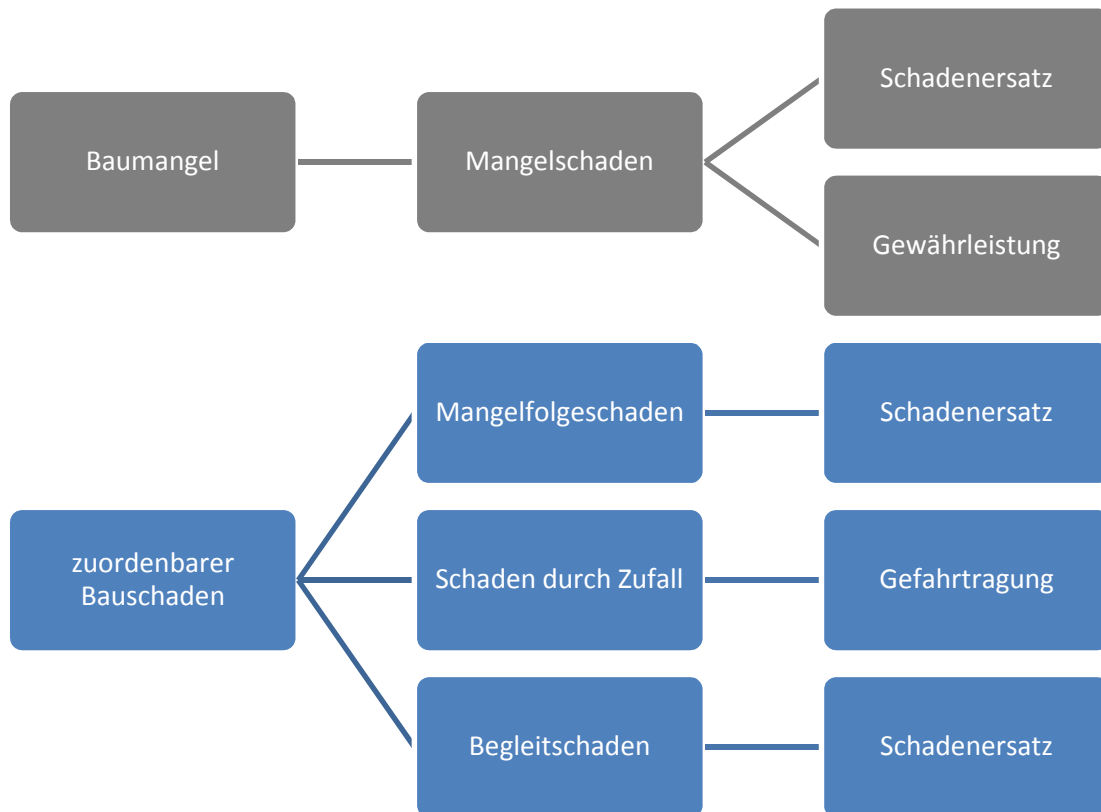 Baumangel
Mangelschaden
Schadenersatz
Gewährleistung
zuordenbarer
Bauschaden
Mangelfolgeschaden
Schadenersatz
Schaden durch Zufall
Gefahrtragung
Begleitschaden
Schadenersatz